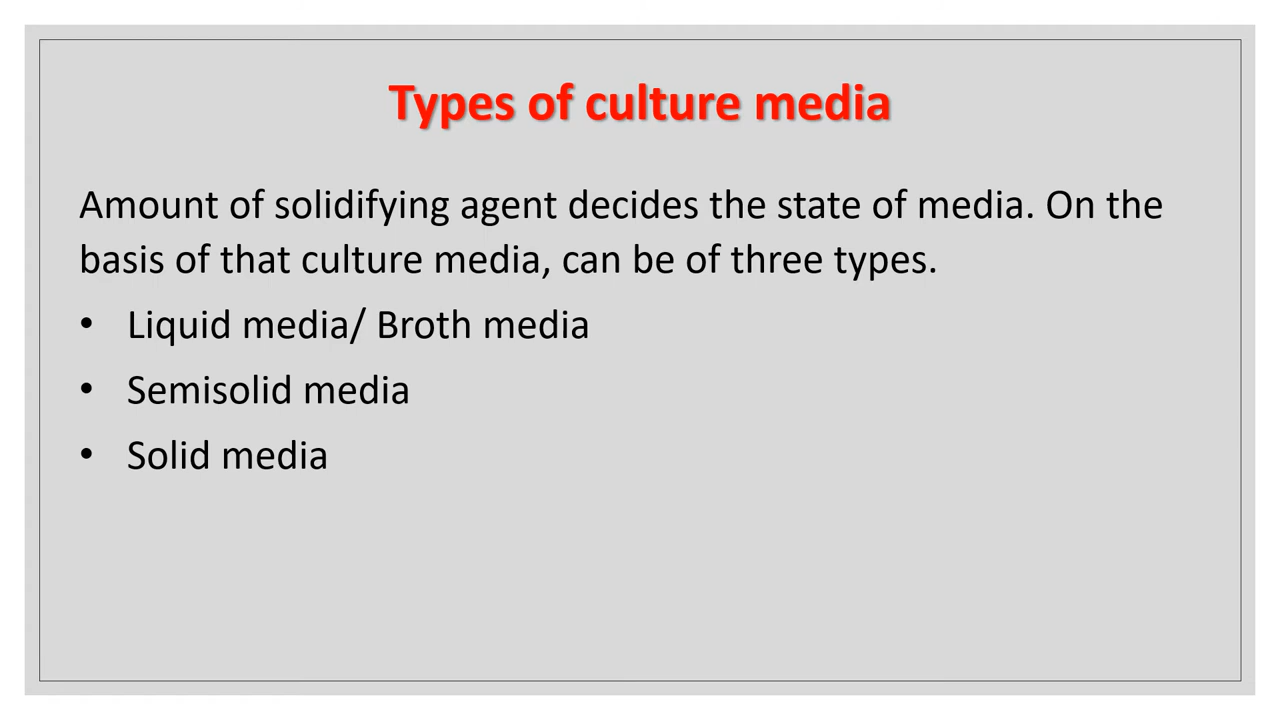 Types of culture media
Amount of solidifying agent decides the state of media. On the
basis of that culture media, can be of three types.
• Liquid media/ Broth media
• Semisolid media
• Solid media